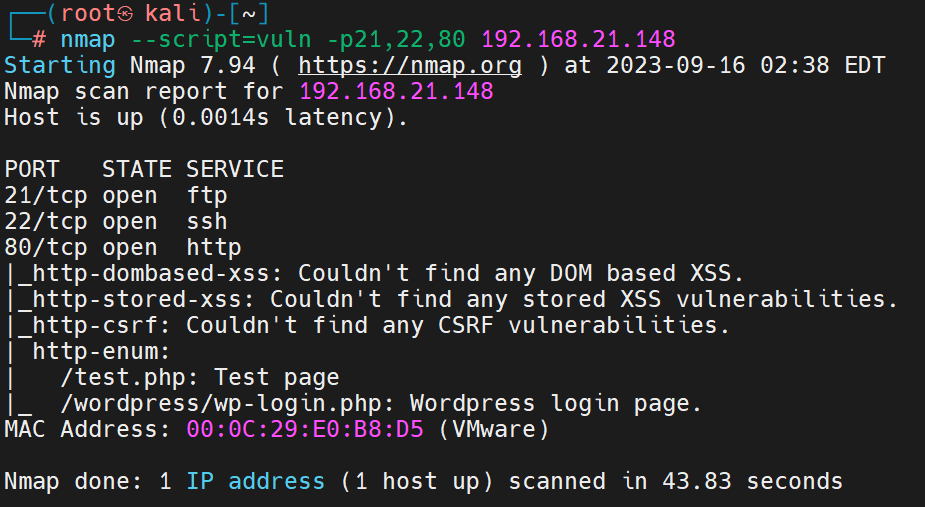 ┌──(root㉿ kali)-[~]
└─# nmap --script=vuln -p21,22,80 192.168.21.148
Starting Nmap 7.94 ( https://nmap.org ) at 2023-09-16 02:38 EDT
Nmap scan report for 192.168.21.148
Host is up (0.0014s latency).

PORT   STATE SERVICE
21/tcp open  ftp
22/tcp open  ssh
80/tcp open  http
|_http-dombased-xss: Couldn't find any DOM based XSS.
|_http-stored-xss: Couldn't find any stored XSS vulnerabilities.
|_http-csrf: Couldn't find any CSRF vulnerabilities.
| http-enum:
|   /test.php: Test page
|_  /wordpress/wp-login.php: Wordpress login page.
MAC Address: 00:0C:29:E0:B8:D5 (VMware)

Nmap done: 1 IP address (1 host up) scanned in 43.83 seconds